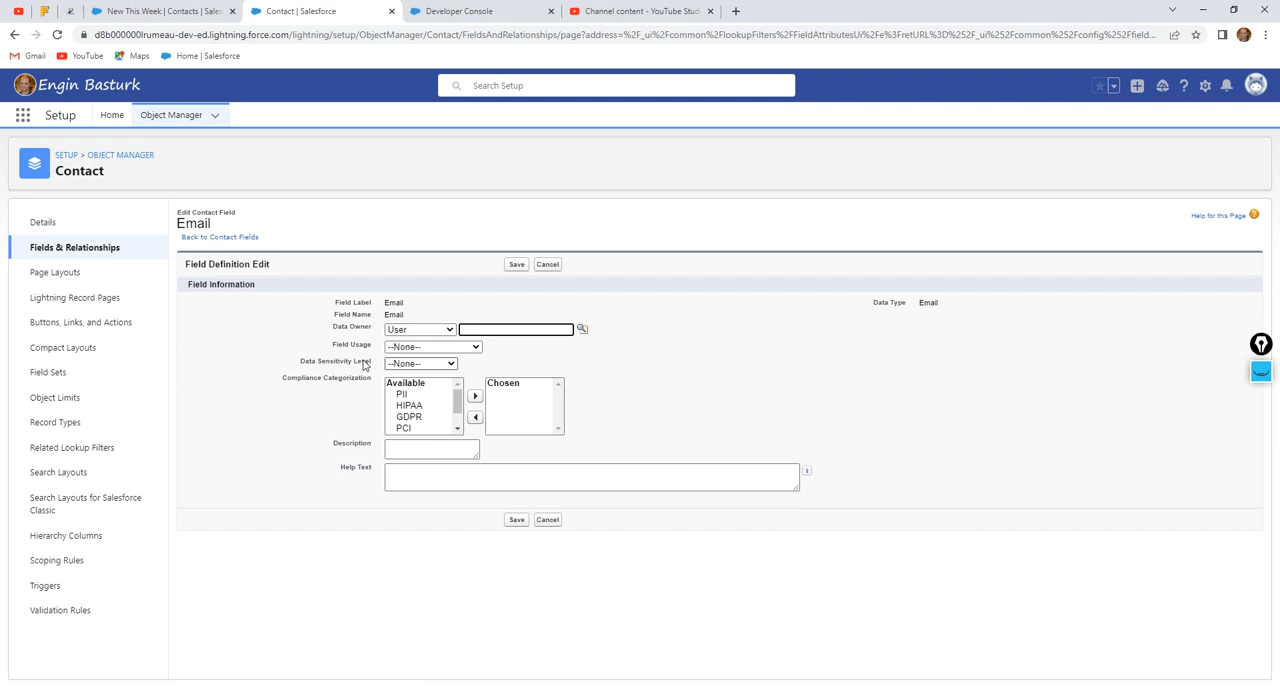 New This Week | Contacts | Sales
Contact | Salesforce
Developer Console
Channel content - YouTube Studi
d8b000000lrumeau-dev-ed.lightning.force.com/lightning/setup/ObjectManager/Contact/FieldsAndRelationships/page?address=%2F_ui%2Fcommon%2Flookupfilters%2FFieldAttributesUi%2Fe%3FretURL%3D%252F_ui%252Fcommon%252Fconfig%252Ffield...
Gmail
YouTube
Maps
Home | Salesforce
Engin Basturk
Search Setup
Setup
Home
Object Manager
SETUP > OBJECT MANAGER
Contact
Details
Fields & Relationships
Page Layouts
Lightning Record Pages
Buttons, Links, and Actions
Compact Layouts
Field Sets
Object Limits
Record Types
Related Lookup Filters
Search Layouts
Search Layouts for Salesforce
Classic
Hierarchy Columns
Scoping Rules
Triggers
Validation Rules
Edit Contact Field
Email
Back to Contact Fields
Help for this Page
Field Definition Edit
Save
Cancel
Field Information
Field Label Email
Data Type Email
Field Name Email
Data Owner User
Field Usage --None--
Data Sensitivity Level --None--
Compliance Categorization
Available
PII
HIPAA
GDPR
PCI
Chosen
Description
Help Text
Save
Cancel